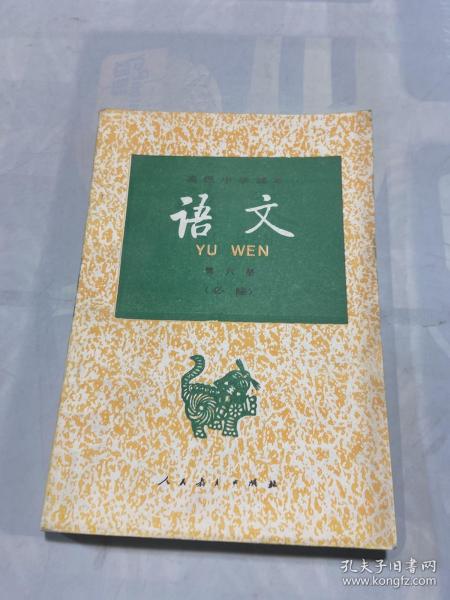 高级中学课本
语文
YU WEN
第六册
（必修）
人民教育出版社
孔夫子旧书网
www.kongfz.com